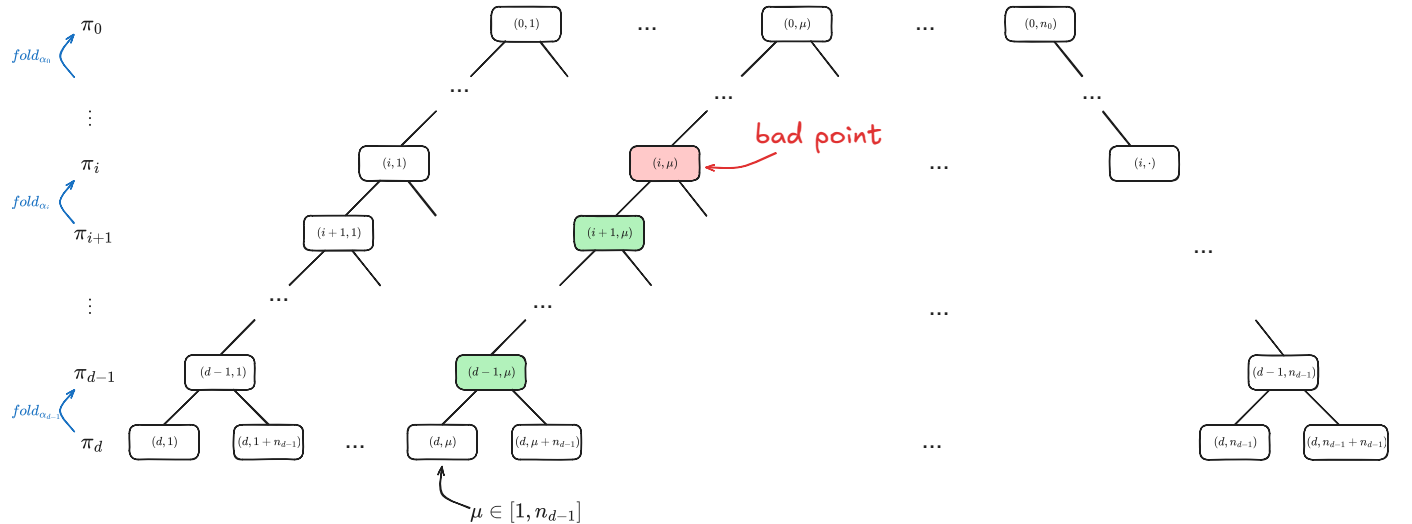 π_0 (0, 1) ... (0, μ) ... (0, n_0)
fold_{α_0}
... ... ...
⋮
bad point
π_i (i, 1) (i, μ) ... (i, ·)
fold_{α_i}
π_{i+1} (i + 1, 1) (i + 1, μ)
...
⋮ ... ... ...
π_{d−1} (d − 1, 1) (d − 1, μ) (d − 1, n_{d−1})
fold_{α_{d−1}}
π_d (d, 1) (d, 1 + n_{d−1}) ... (d, μ) (d, μ + n_{d−1}) ... (d, n_{d−1}) (d, n_{d−1} + n_{d−1})
μ ∈ [1, n_{d−1}]